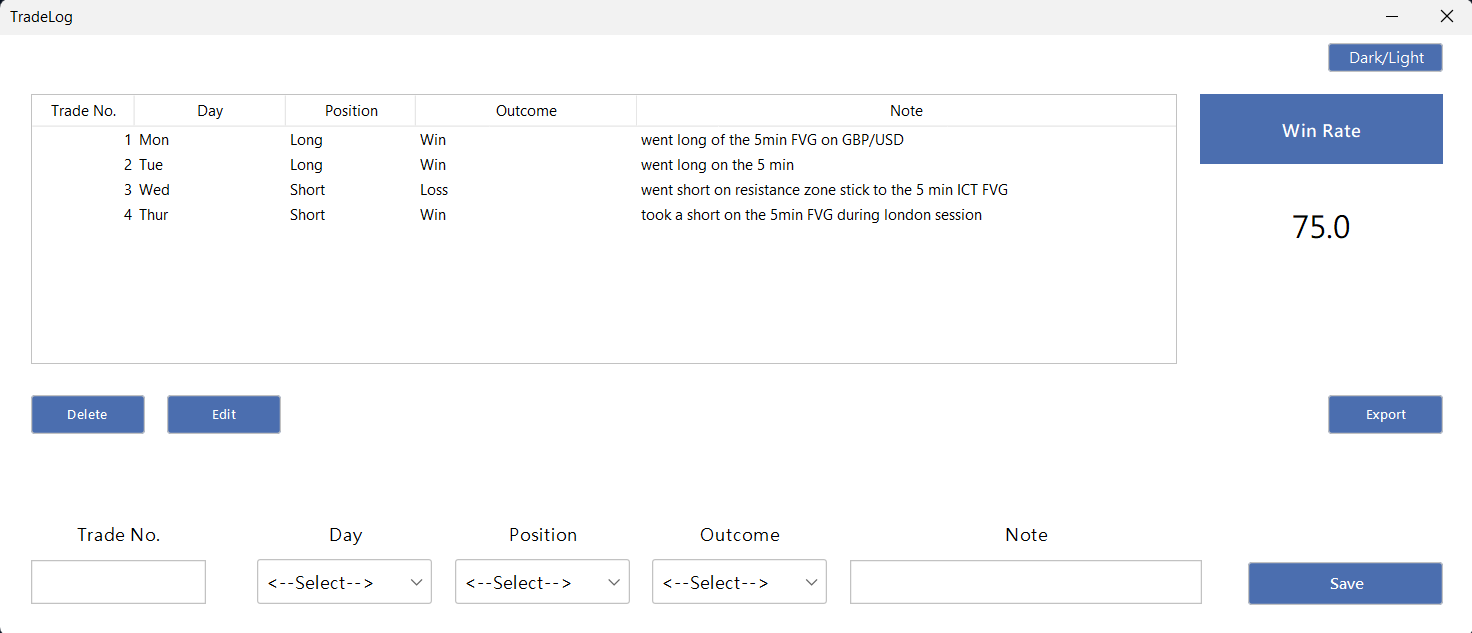 TradeLog
Dark/Light
Trade No. Day Position Outcome Note
1 Mon Long Win went long of the 5min FVG on GBP/USD
2 Tue Long Win went long on the 5 min
3 Wed Short Loss went short on resistance zone stick to the 5 min ICT FVG
4 Thur Short Win took a short on the 5min FVG during london session
Win Rate
75.0
Delete Edit Export
Trade No. Day Position Outcome Note
<--Select--> <--Select--> <--Select--> Save